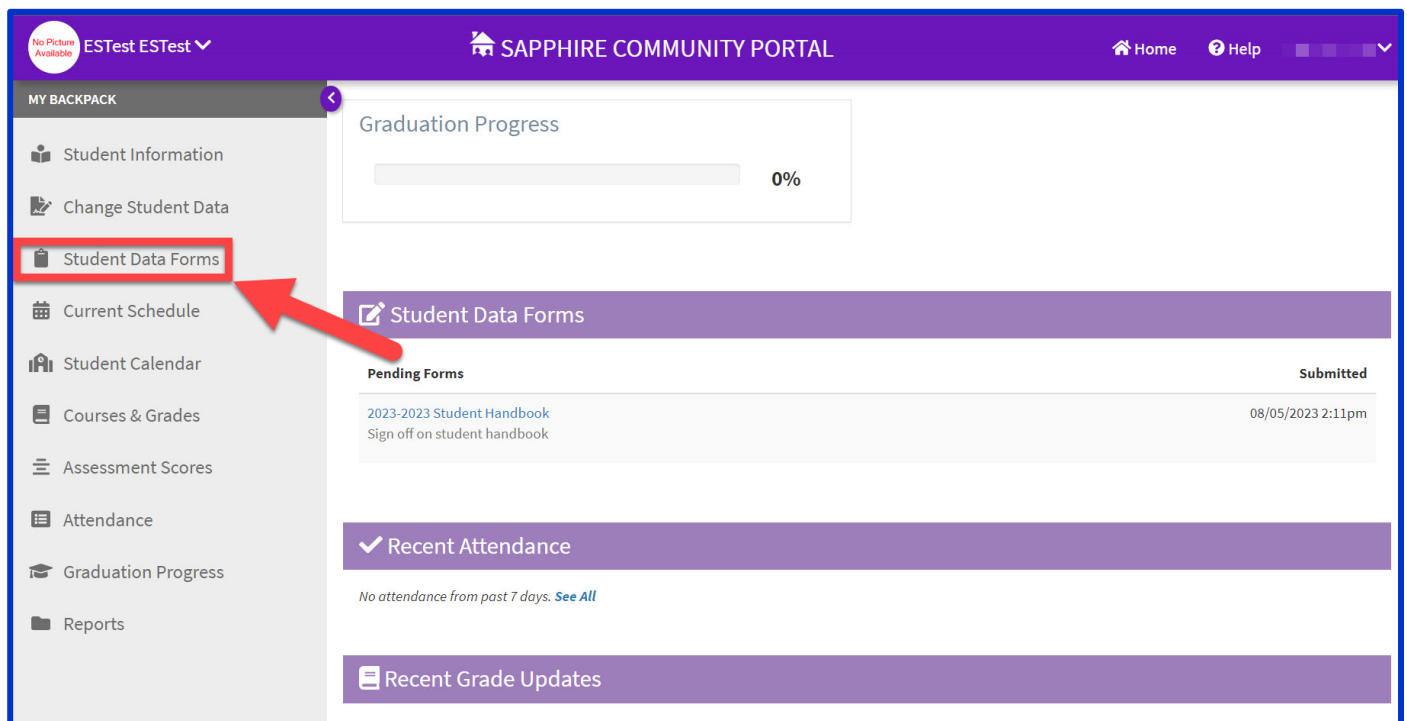 No Picture
Available
ESTest ESTest
SAPPHIRE COMMUNITY PORTAL
Home
Help
MY BACKPACK
Student Information
Change Student Data
Student Data Forms
Current Schedule
Student Calendar
Courses & Grades
Assessment Scores
Attendance
Graduation Progress
Reports
Graduation Progress
0%
Student Data Forms
Pending Forms Submitted
2023-2023 Student Handbook 08/05/2023 2:11pm
Sign off on student handbook
Recent Attendance
No attendance from past 7 days. See All
Recent Grade Updates